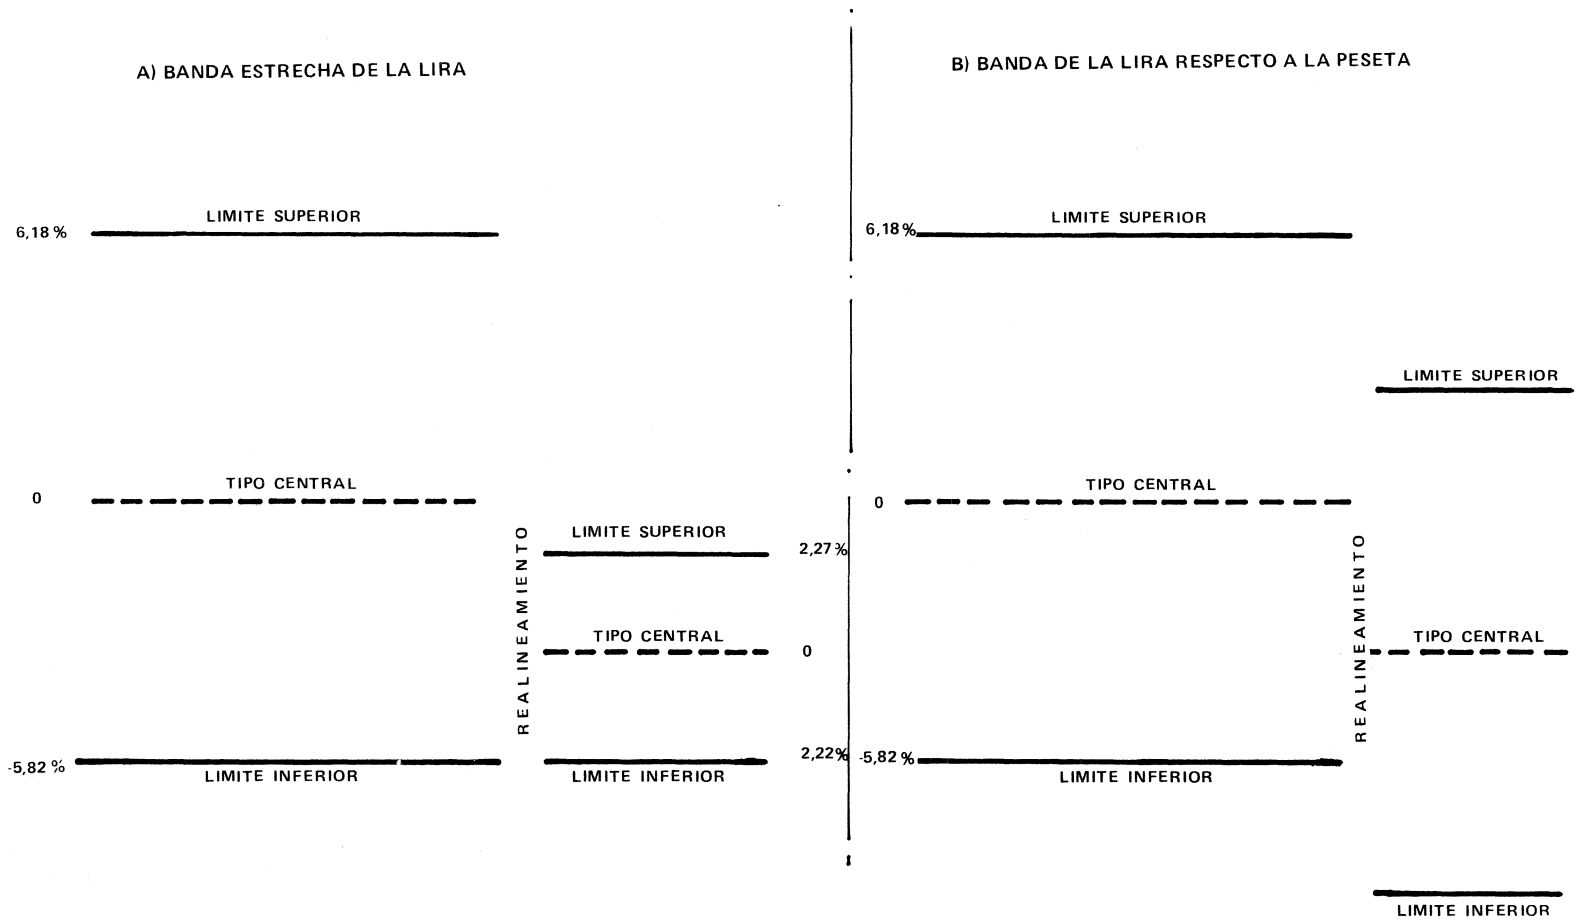 A) BANDA ESTRECHA DE LA LIRA
LIMITE SUPERIOR
6,18 %
TIPO CENTRAL
0
REALINEAMIENTO
LIMITE SUPERIOR
2,27 %
TIPO CENTRAL
0
-5,82 %
LIMITE INFERIOR
2,22%
LIMITE INFERIOR
B) BANDA DE LA LIRA RESPECTO A LA PESETA
LIMITE SUPERIOR
6,18 %
LIMITE SUPERIOR
TIPO CENTRAL
0
REALINEAMIENTO
TIPO CENTRAL
-5,82 %
LIMITE INFERIOR
LIMITE INFERIOR